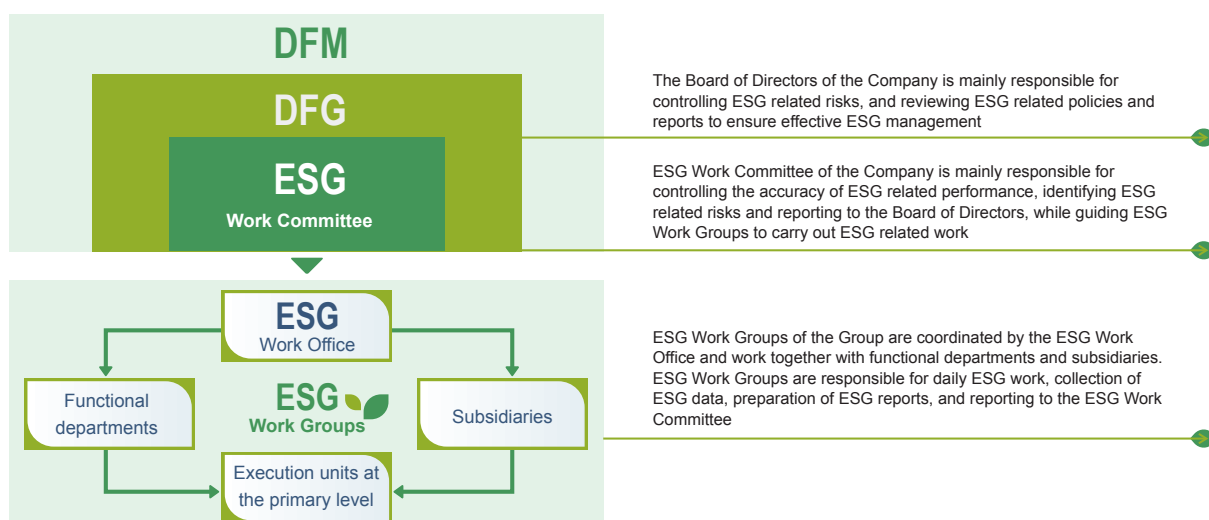 DFM
DFG
ESG
Work Committee
The Board of Directors of the Company is mainly responsible for
controlling ESG related risks, and reviewing ESG related policies and
reports to ensure effective ESG management
ESG Work Committee of the Company is mainly responsible for
controlling the accuracy of ESG related performance, identifying ESG
related risks and reporting to the Board of Directors, while guiding ESG
Work Groups to carry out ESG related work
ESG
Work Office
Functional
departments
ESG
Work Groups
Subsidiaries
Execution units at
the primary level
ESG Work Groups of the Group are coordinated by the ESG Work
Office and work together with functional departments and subsidiaries.
ESG Work Groups are responsible for daily ESG work, collection of
ESG data, preparation of ESG reports, and reporting to the ESG Work
Committee